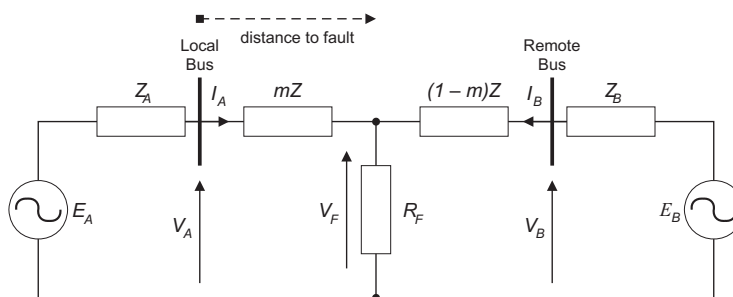 distance to fault
Local
Bus
Remote
Bus
Z_A
I_A
mZ
(1 – m)Z
I_B
Z_B
E_A
V_A
V_F
R_F
V_B
E_B